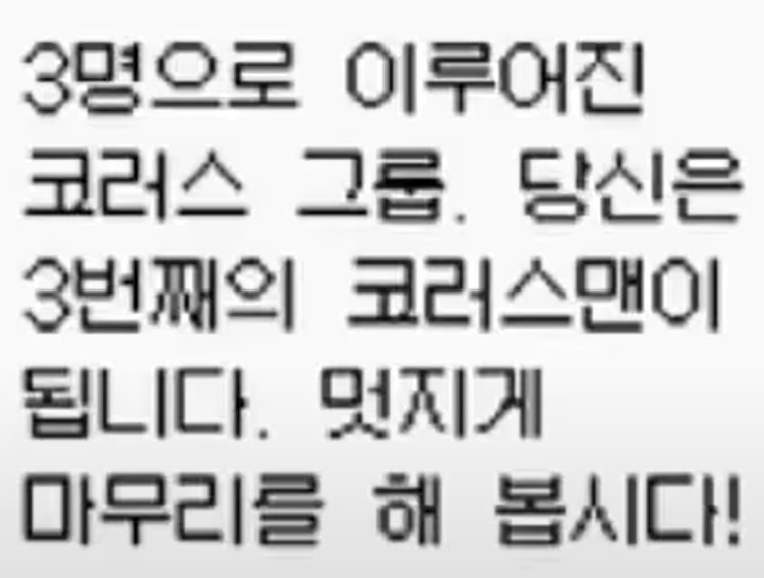 3명으로 이루어진
코러스 그룹. 당신은
3번째의 코러스맨이
됩니다. 멋지게
마무리를 해 봅시다!